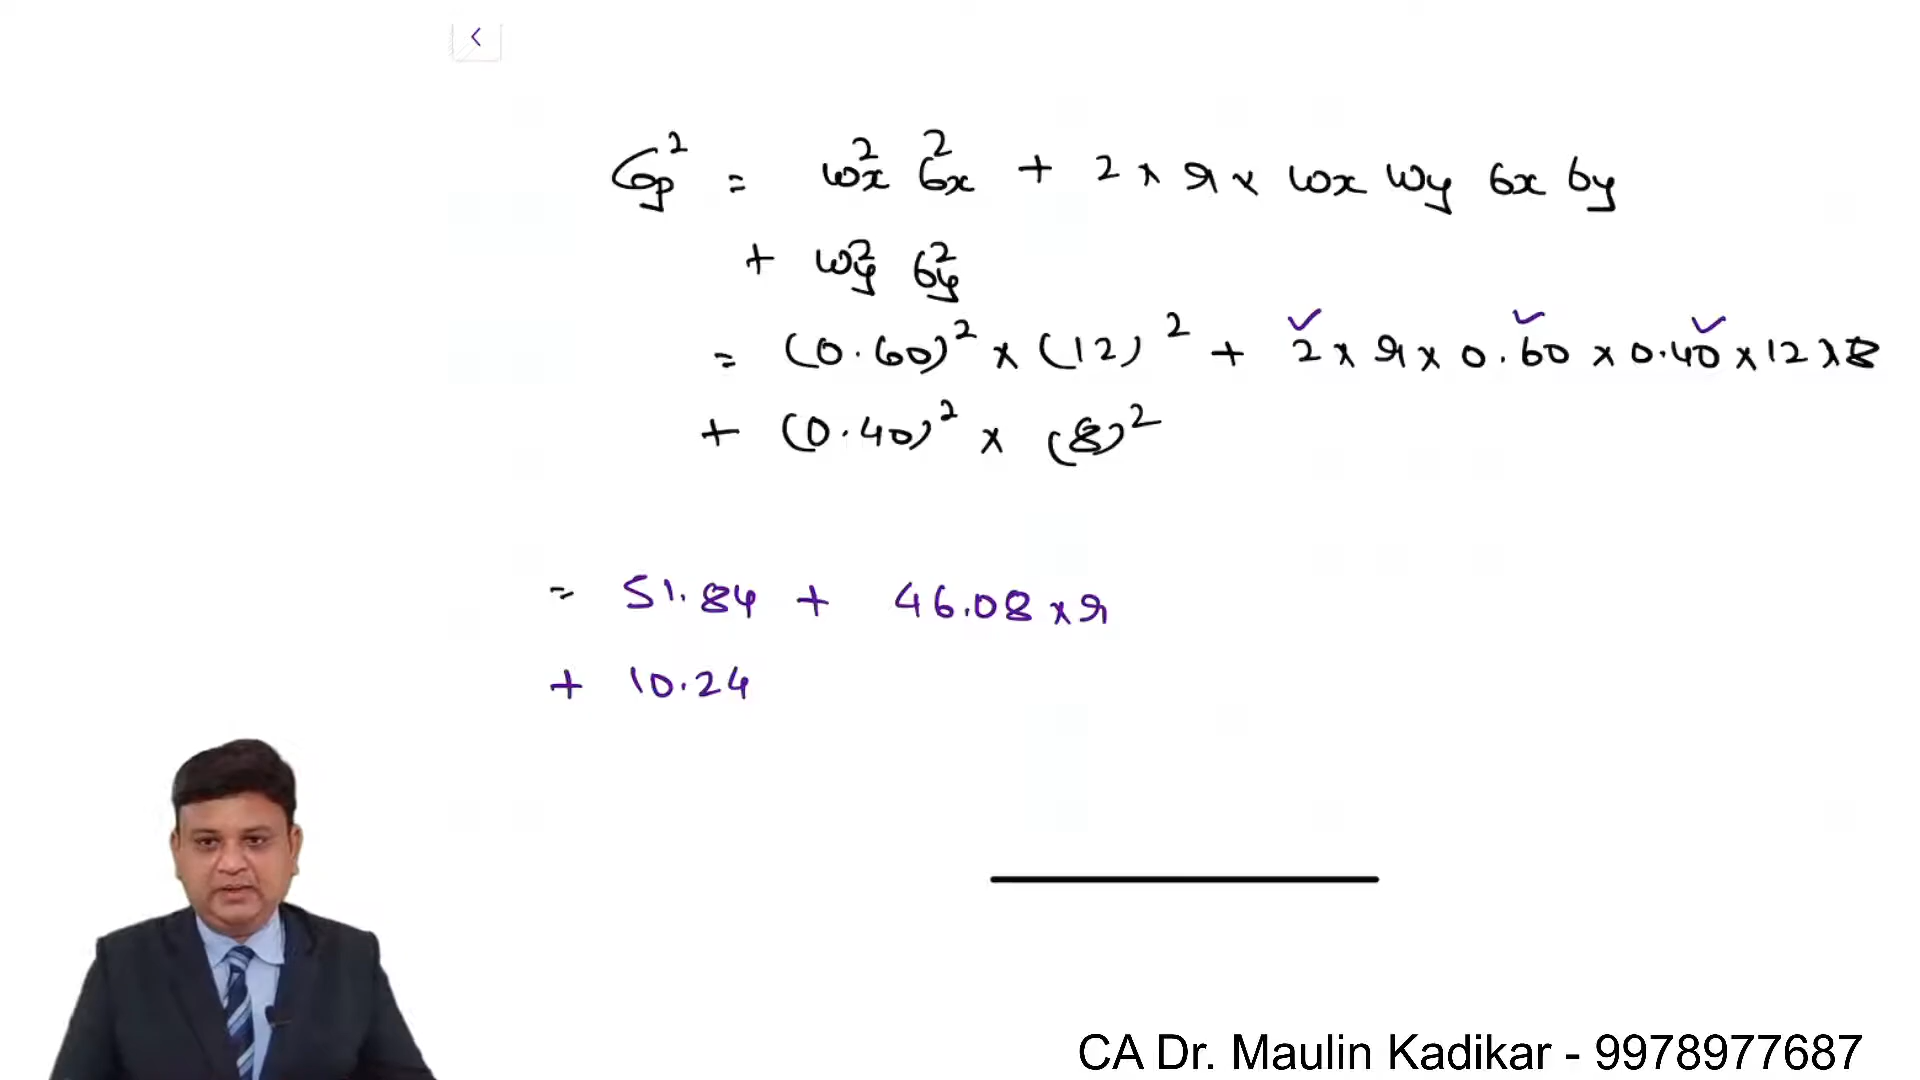 σp² = wx² σx² + 2 × r × wx wy σx σy
+ wy² σy²
= (0.60)² × (12)² + 2 × r × 0.60 × 0.40 × 12 × 8
+ (0.40)² × (8)²
= 51.84 + 46.08 × r
+ 10.24
CA Dr. Maulin Kadikar - 9978977687